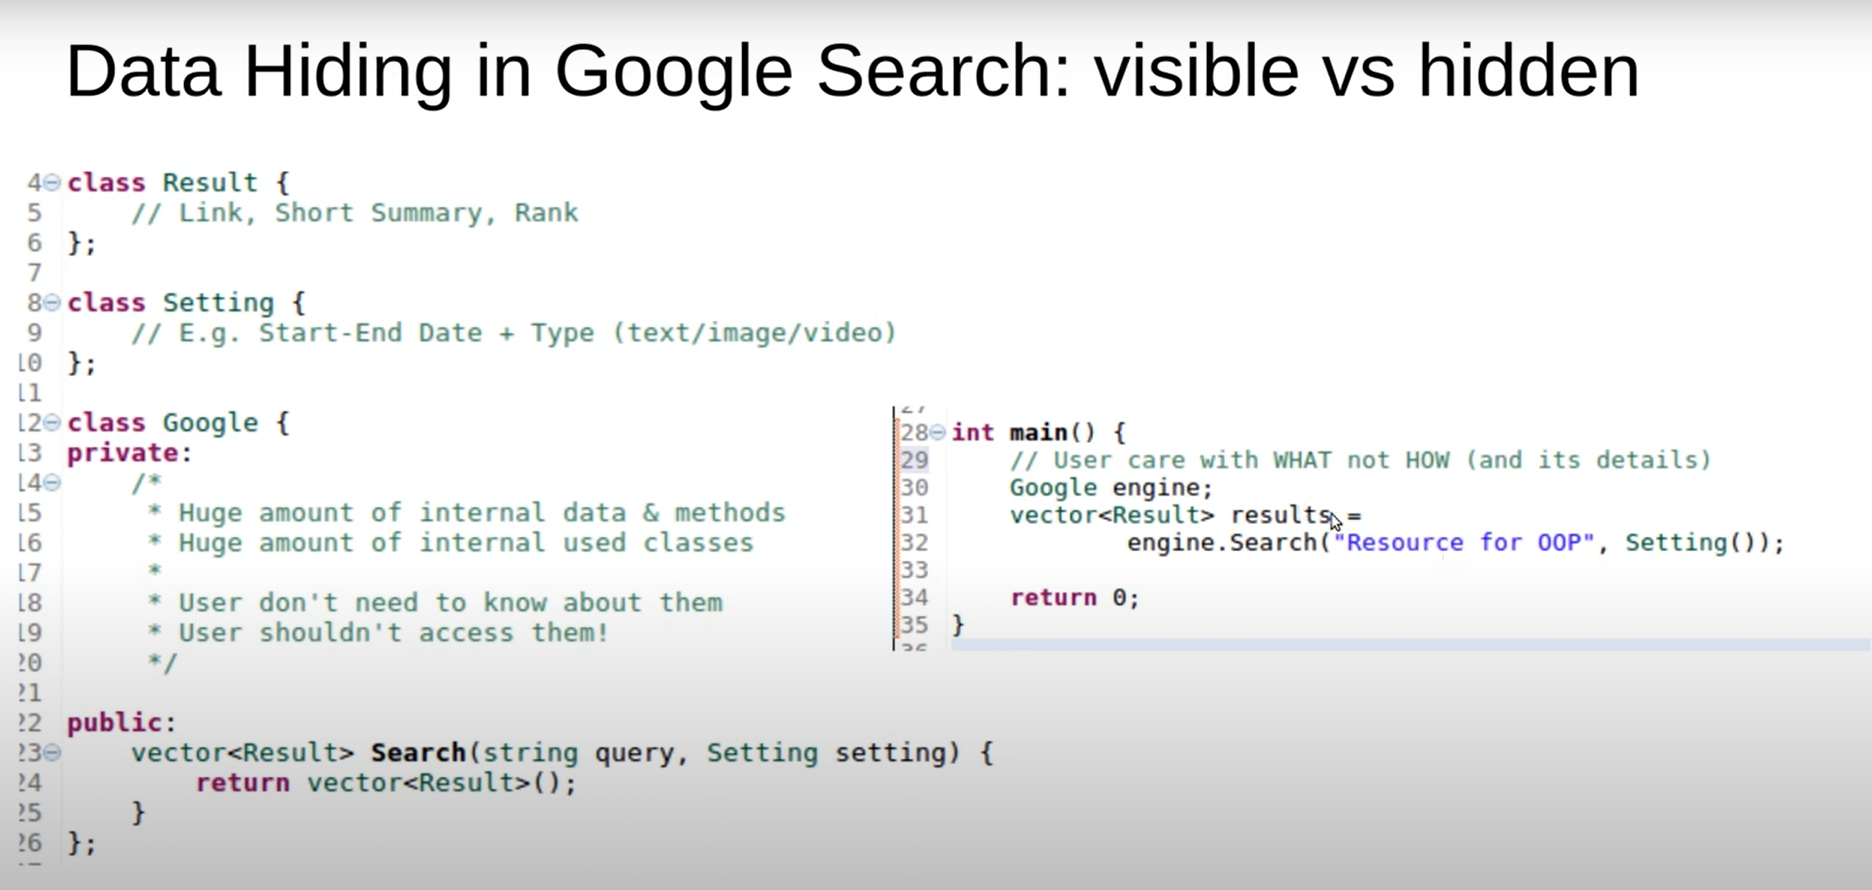 Data Hiding in Google Search: visible vs hidden
4 class Result {
5 // Link, Short Summary, Rank
6 };
7
8 class Setting {
9 // E.g. Start-End Date + Type (text/image/video)
10 };
11
12 class Google {
13 private:
14 /*
15 * Huge amount of internal data & methods
16 * Huge amount of internal used classes
17 *
18 * User don't need to know about them
19 * User shouldn't access them!
20 */
21
22 public:
23 vector<Result> Search(string query, Setting setting) {
24 return vector<Result>();
25 }
26 };
27
28 int main() {
29 // User care with WHAT not HOW (and its details)
30 Google engine;
31 vector<Result> results =
32 engine.Search("Resource for OOP", Setting());
33
34 return 0;
35 }
36